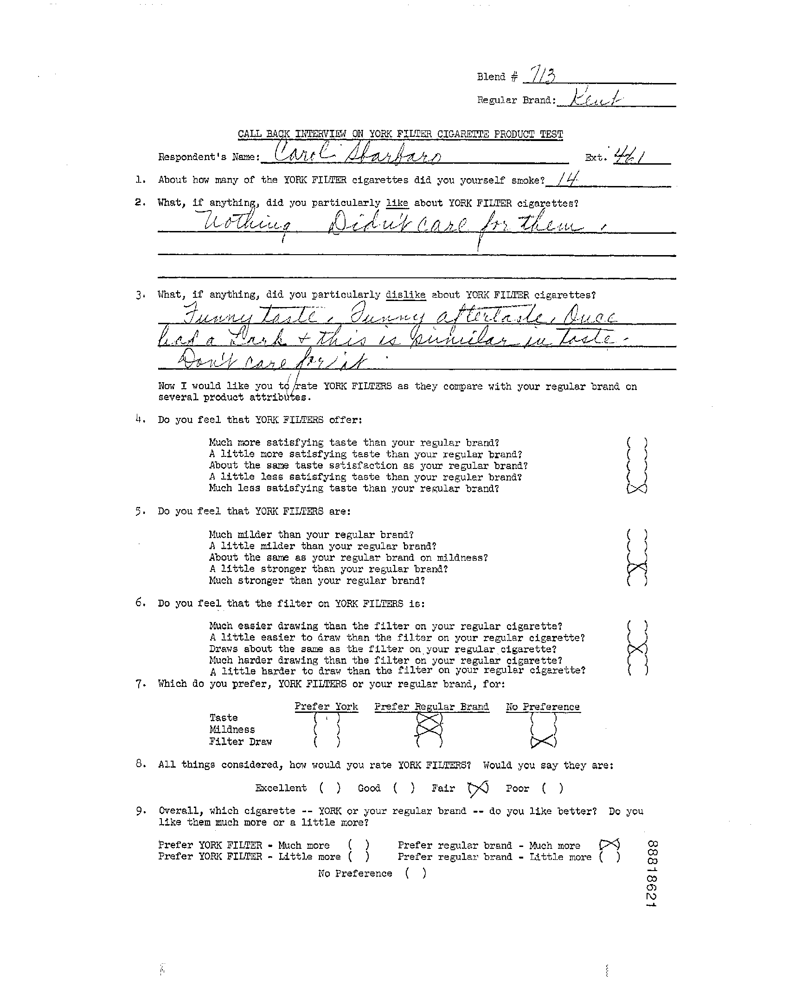 Blend # 713
Regular Brand: Kent
CALL BACK INTERVIEW ON YORK FILTER CIGARETTE PRODUCT TEST
Respondent's Name: Carol Sbarbaro Ext. 461
1. About how many of the YORK FILTER cigarettes did you yourself smoke? 14
2. What, if anything, did you particularly like about YORK FILTER cigarettes?
Nothing Didn't care for them.
3. What, if anything, did you particularly dislike about YORK FILTER cigarettes?
Funny taste. Funny aftertaste. Once
had a Lark + this is similar in taste.
Don't care for it.
Now I would like you to rate YORK FILTERS as they compare with your regular brand on
several product attributes.
4. Do you feel that YORK FILTERS offer:
Much more satisfying taste than your regular brand? ( )
A little more satisfying taste than your regular brand? ( )
About the same taste satisfaction as your regular brand? ( )
A little less satisfying taste than your regular brand? ( )
Much less satisfying taste than your regular brand? (X)
5. Do you feel that YORK FILTERS are:
Much milder than your regular brand? ( )
A little milder than your regular brand? ( )
About the same as your regular brand on mildness? ( )
A little stronger than your regular brand? (X)
Much stronger than your regular brand? ( )
6. Do you feel that the filter on YORK FILTERS is:
Much easier drawing than the filter on your regular cigarette? ( )
A little easier to draw than the filter on your regular cigarette? ( )
Draws about the same as the filter on your regular cigarette? (X)
Much harder drawing than the filter on your regular cigarette? ( )
A little harder to draw than the filter on your regular cigarette? ( )
7. Which do you prefer, YORK FILTERS or your regular brand, for:
Prefer York Prefer Regular Brand No Preference
Taste ( ) (X) ( )
Mildness ( ) (X) ( )
Filter Draw ( ) ( ) (X)
8. All things considered, how would you rate YORK FILTERS? Would you say they are:
Excellent ( ) Good ( ) Fair (X) Poor ( )
9. Overall, which cigarette -- YORK or your regular brand -- do you like better? Do you
like them much more or a little more?
Prefer YORK FILTER - Much more ( ) Prefer regular brand - Much more (X)
Prefer YORK FILTER - Little more ( ) Prefer regular brand - Little more ( )
No Preference ( )
88818621